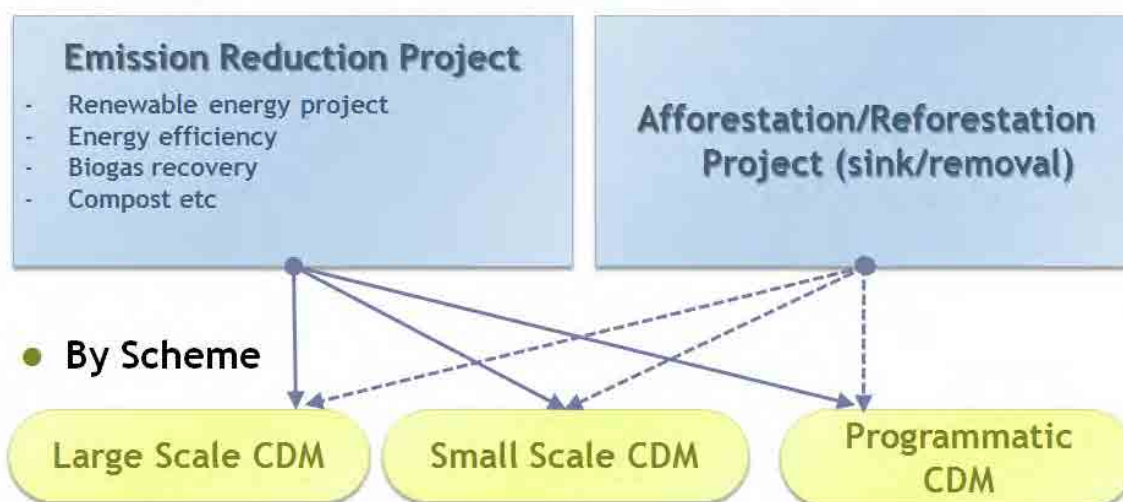 Emission Reduction Project
- Renewable energy project
- Energy efficiency
- Biogas recovery
- Compost etc
Afforestation/Reforestation
Project (sink/removal)
● By Scheme
Large Scale CDM
Small Scale CDM
Programmatic
CDM